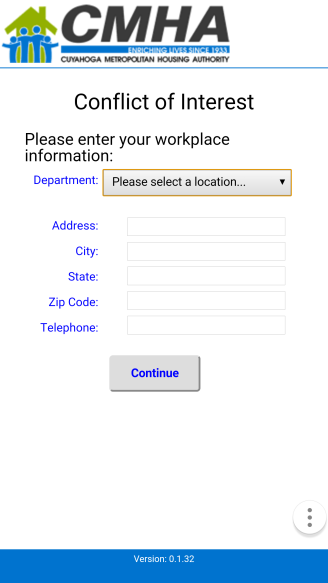 CMHA
ENRICHING LIVES SINCE 1933
CUYAHOGA METROPOLITAN HOUSING AUTHORITY
Conflict of Interest
Please enter your workplace
information:
Department: Please select a location...
Address:
City:
State:
Zip Code:
Telephone:
Continue
Version: 0.1.32